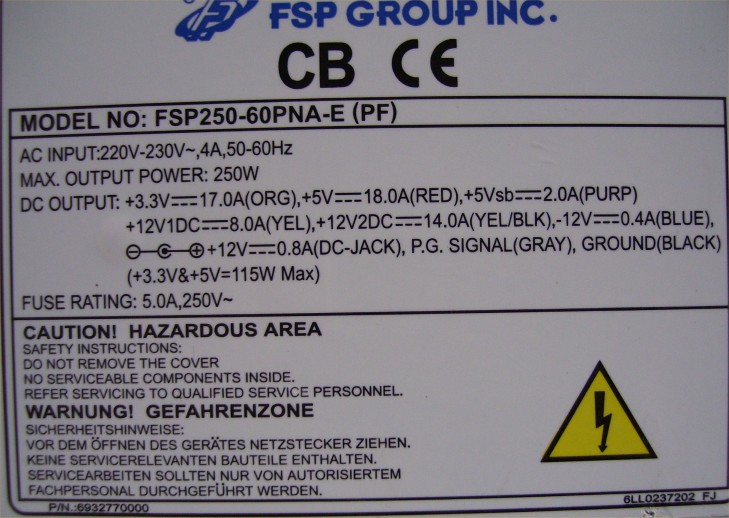 FSP GROUP INC.
CB CE
MODEL NO: FSP250-60PNA-E (PF)
AC INPUT:220V-230V~,4A,50-60Hz
MAX. OUTPUT POWER: 250W
DC OUTPUT: +3.3V⎓17.0A(ORG),+5V⎓18.0A(RED),+5Vsb⎓2.0A(PURP)
+12V1DC⎓8.0A(YEL),+12V2DC⎓14.0A(YEL/BLK),-12V⎓0.4A(BLUE),
+12V⎓0.8A(DC-JACK), P.G. SIGNAL(GRAY), GROUND(BLACK)
(+3.3V&+5V=115W Max)
FUSE RATING: 5.0A,250V~
CAUTION! HAZARDOUS AREA
SAFETY INSTRUCTIONS:
DO NOT REMOVE THE COVER
NO SERVICEABLE COMPONENTS INSIDE.
REFER SERVICING TO QUALIFIED SERVICE PERSONNEL.
WARNUNG! GEFAHRENZONE
SICHERHEITSHINWEISE:
VOR DEM ÖFFNEN DES GERÄTES NETZSTECKER ZIEHEN.
KEINE SERVICERELEVANTEN BAUTEILE ENTHALTEN.
SERVICEARBEITEN SOLLTEN NUR VON AUTORISIERTEM
FACHPERSONAL DURCHGEFÜHRT WERDEN.
P/N.:6932770000
6LL0237202 FJ